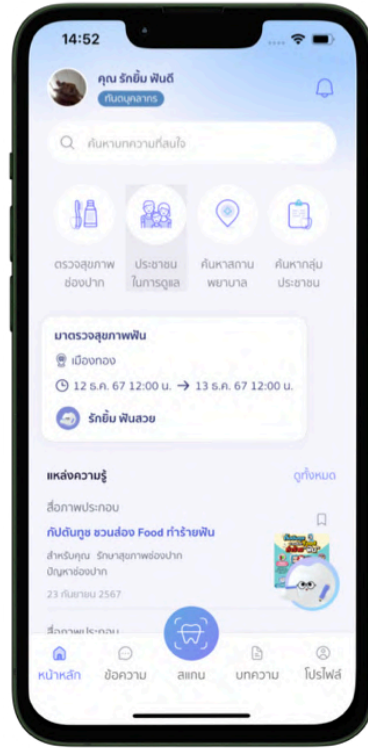 14:52
คุณ รักยิ้ม ฟันดี
ทันตบุคลากร
ค้นหาบทความที่สนใจ
ตรวจสุขภาพ
ช่องปาก
ประชาชน
ในการดูแล
ค้นหาสถาน
พยาบาล
ค้นหากลุ่ม
ประชาชน
มาตรวจสุขภาพฟัน
เมืองทอง
12 ธ.ค. 67 12:00 น. → 13 ธ.ค. 67 12:00 น.
รักยิ้ม ฟันสวย
แหล่งความรู้
ดูทั้งหมด
สื่อภาพประกอบ
กัปตันทูช ชวนส่อง Food ทำร้ายฟัน
สำหรับคุณ รักษาสุขภาพช่องปาก
ปัญหาช่องปาก
23 กันยายน 2567
สื่อภาพประกอบ
หน้าหลัก
ข้อความ
สแกน
บทความ
โปรไฟล์